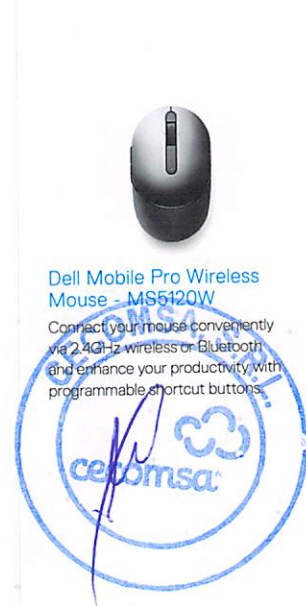 Dell Mobile Pro Wireless
Mouse - MS5120W
Connect your mouse conveniently
via 2.4GHz wireless or Bluetooth
and enhance your productivity with
programmable shortcut buttons.
CECOMSA, S.R.L.
cecomsa